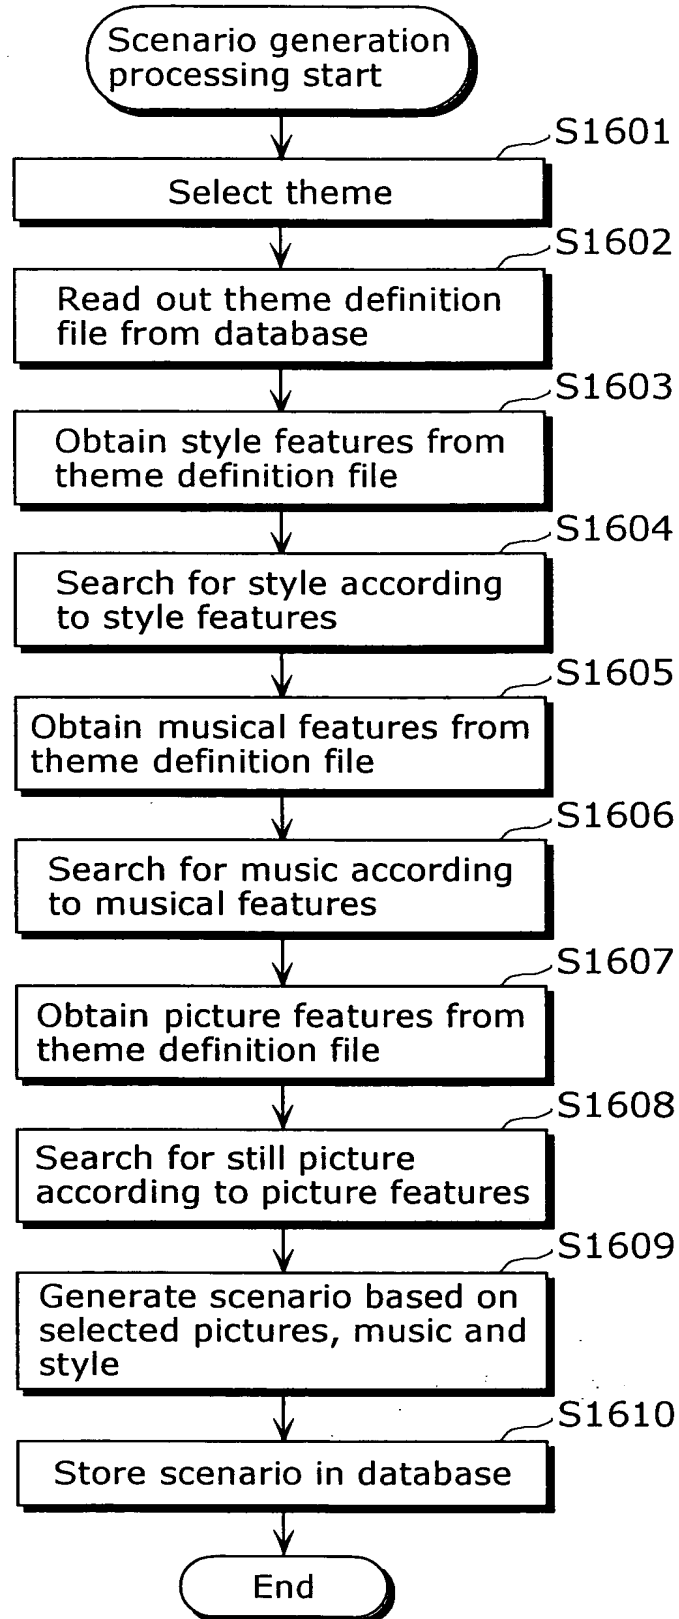 Scenario generation
processing start
S1601
Select theme
S1602
Read out theme definition
file from database
S1603
Obtain style features from
theme definition file
S1604
Search for style according
to style features
S1605
Obtain musical features from
theme definition file
S1606
Search for music according
to musical features
S1607
Obtain picture features from
theme definition file
S1608
Search for still picture
according to picture features
S1609
Generate scenario based on
selected pictures, music and
style
S1610
Store scenario in database
End